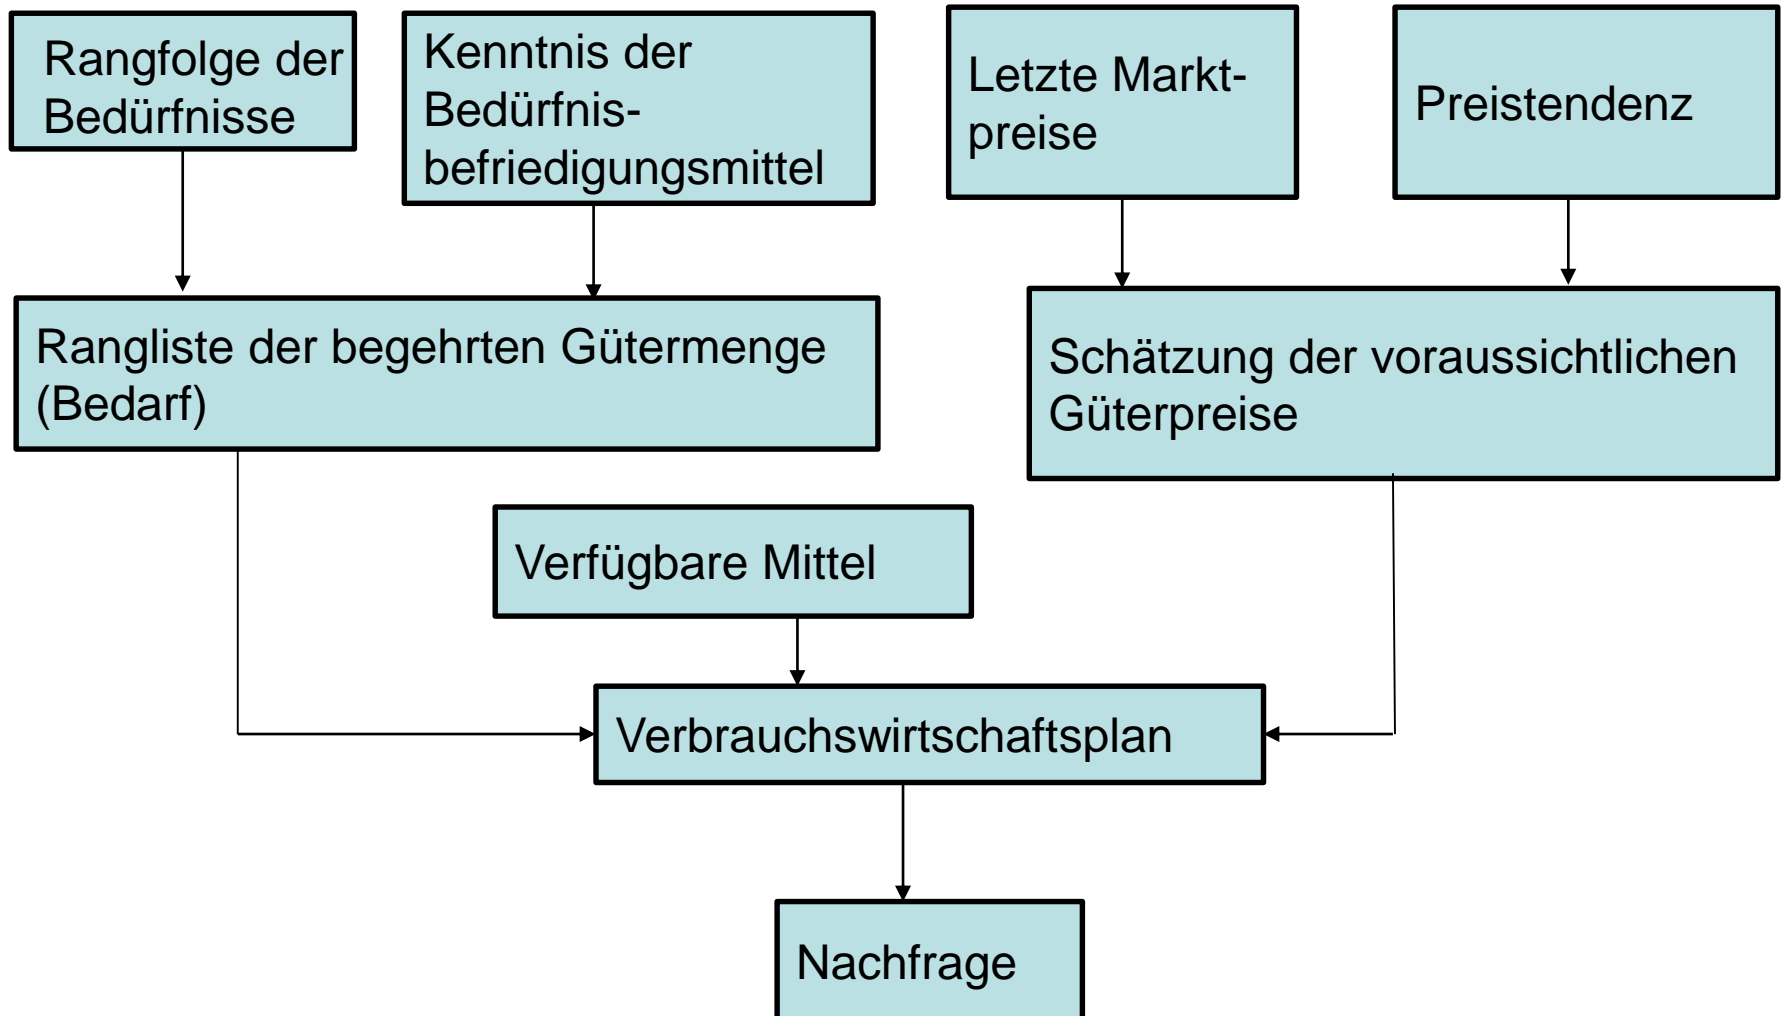 Rangfolge der
Bedürfnisse
Kenntnis der
Bedürfnis-
befriedigungsmittel
Letzte Markt-
preise
Preistendenz
Rangliste der begehrten Gütermenge
(Bedarf)
Schätzung der voraussichtlichen
Güterpreise
Verfügbare Mittel
Verbrauchswirtschaftsplan
Nachfrage